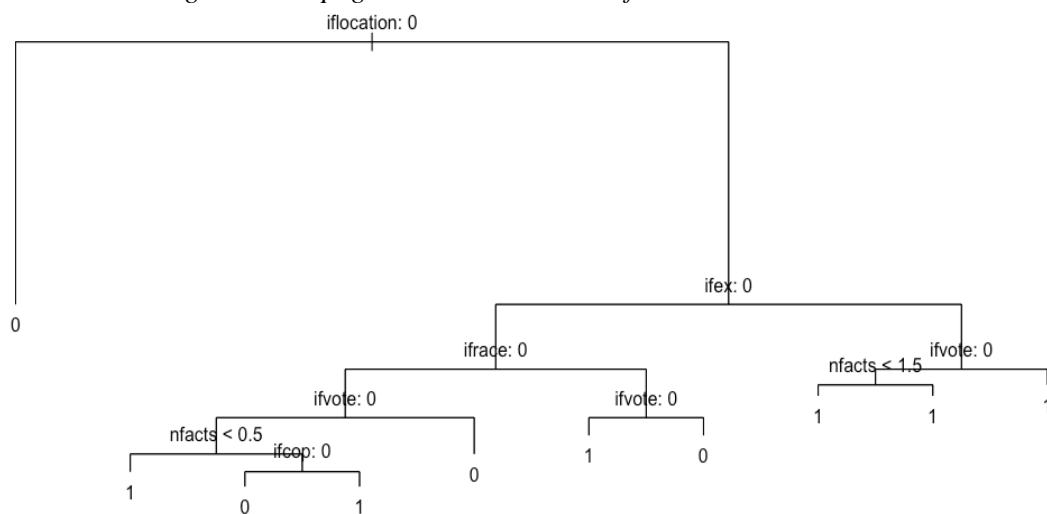 iflocation: 0
ifex: 0
0
ifrace: 0
ifvote: 0
nfacts < 1.5
ifvote: 0
ifvote: 0
1
1
1
nfacts < 0.5
ifcop: 0
1
0
0
1
0
1